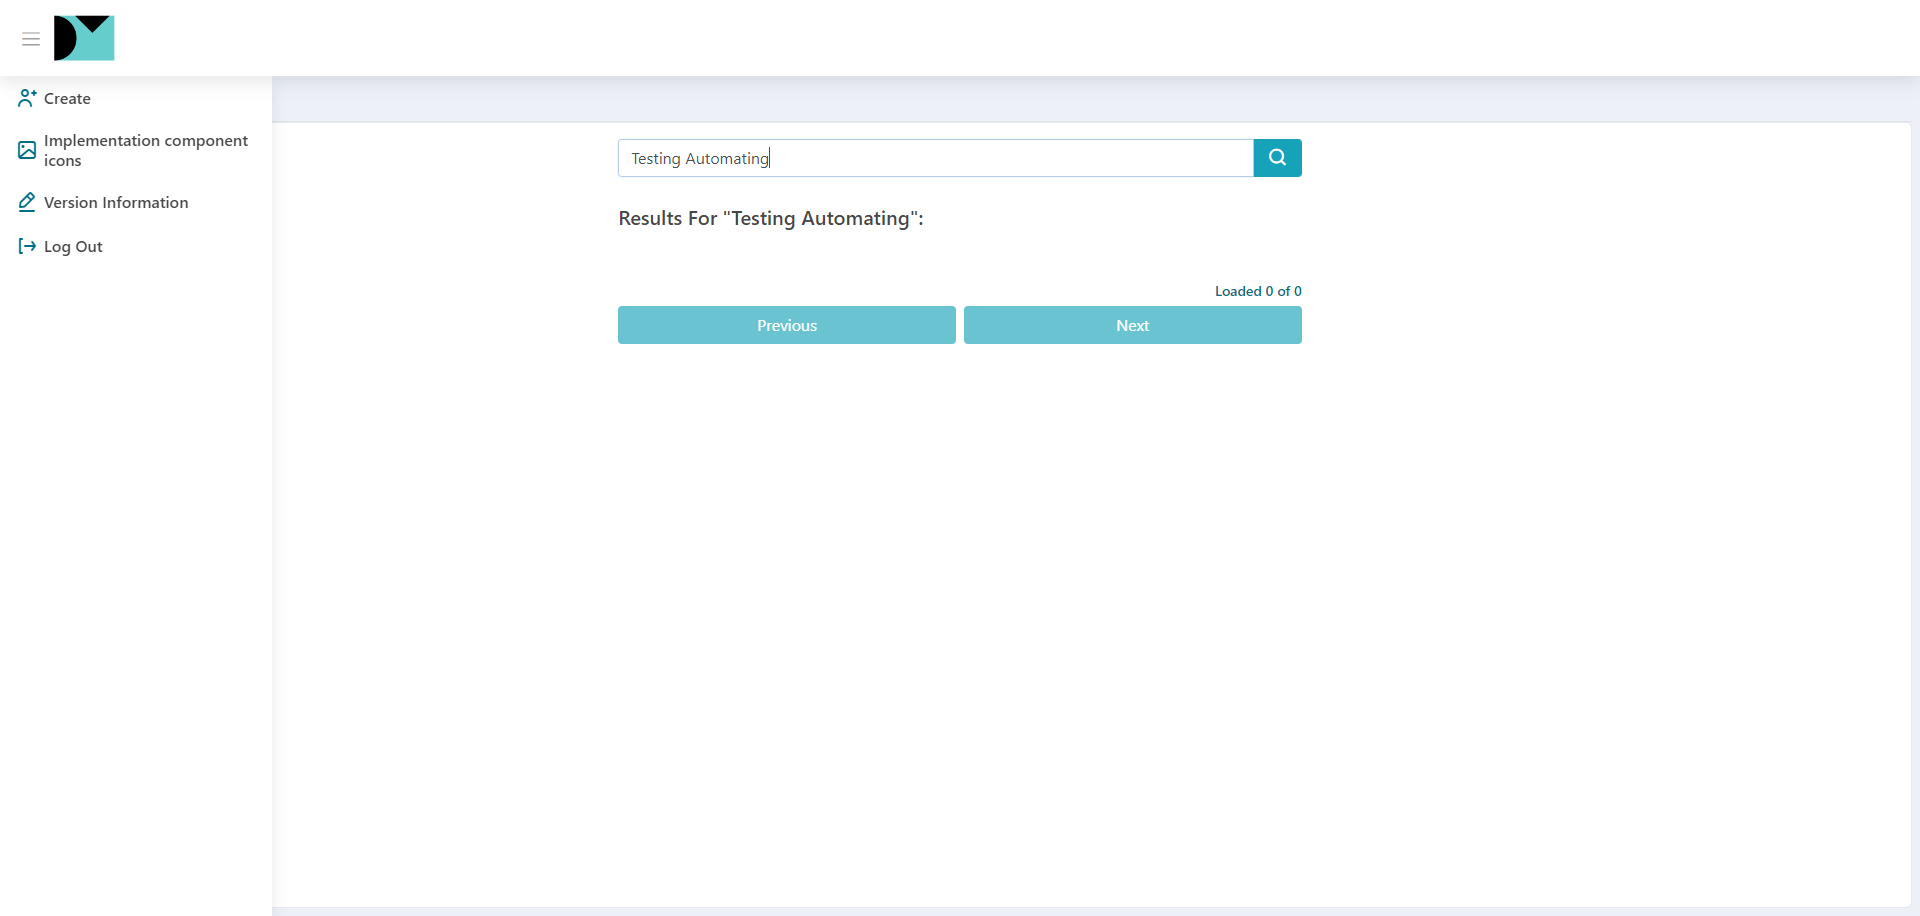 Create
Implementation component
icons
Version Information
Log Out
Testing Automating
Results For "Testing Automating":
Loaded 0 of 0
Previous
Next